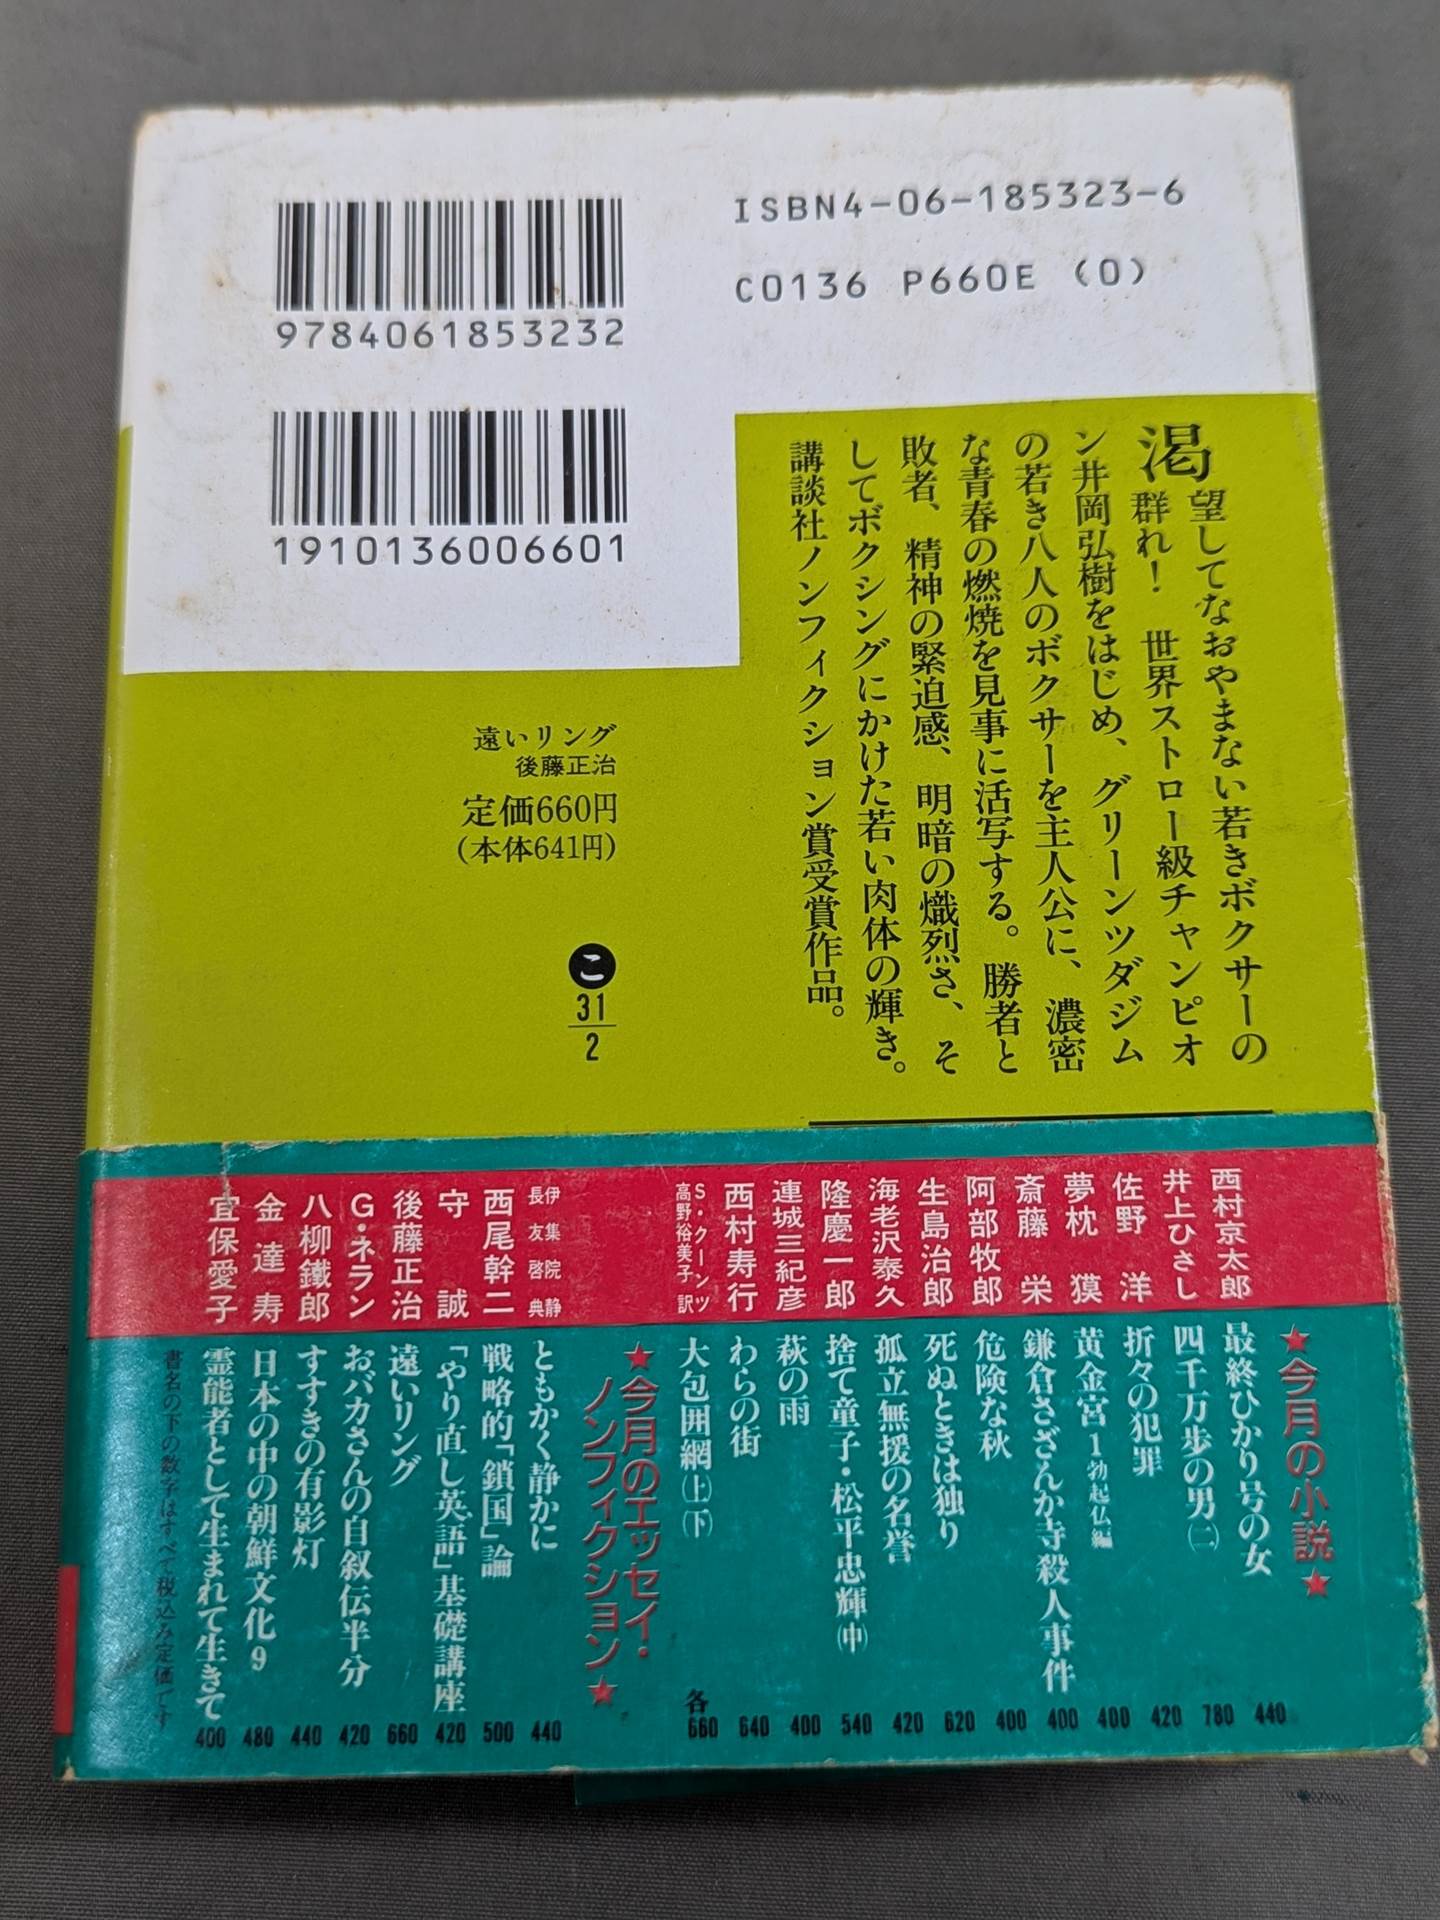 ISBN4-06-185323-6
C0136 P660E (0)
9784061853232
1910136006601
渇望してなおやまない若きボクサーの
群れ！ 世界ストロー級チャンピオ
ン井岡弘樹をはじめ、グリーンツダジム
の若き八人のボクサーを主人公に、濃密
な青春の燃焼を見事に活写する。勝者と
敗者、精神の緊迫感、明暗の熾烈さ、そ
してボクシングにかけた若い肉体の輝き。
講談社ノンフィクション賞受賞作品。
遠いリング
後藤正治
定価660円
(本体641円)
こ
31
2
★今月の小説★
西村京太郎 最終ひかり号の女 440
井上ひさし 四千万歩の男(二) 780
佐野洋 折々の犯罪 420
夢枕獏 黄金宮1勃起仏編 400
斎藤栄 鎌倉さざんか寺殺人事件 400
阿部牧郎 危険な秋 400
生島治郎 死ぬときは独り 620
海老沢泰久 孤立無援の名誉 420
隆慶一郎 捨て童子・松平忠輝(中) 540
連城三紀彦 萩の雨 400
西村寿行 わらの街 640
S・クーンツ 高野裕美子 訳 大包囲網(上)(下) 各660
★今月のエッセイ・
ノンフィクション★
伊集院静 長友啓典 ともかく静かに 440
西尾幹二 戦略的「鎖国」論 500
守誠 「やり直し英語」基礎講座 420
後藤正治 遠いリング 660
G・ネラン おバカさんの自叙伝半分 420
八柳鐵郎 すすきの有影灯 440
金達寿 日本の中の朝鮮文化9 480
宜保愛子 霊能者として生まれて生きて 400
書名の下の数字はすべて税込み定価です